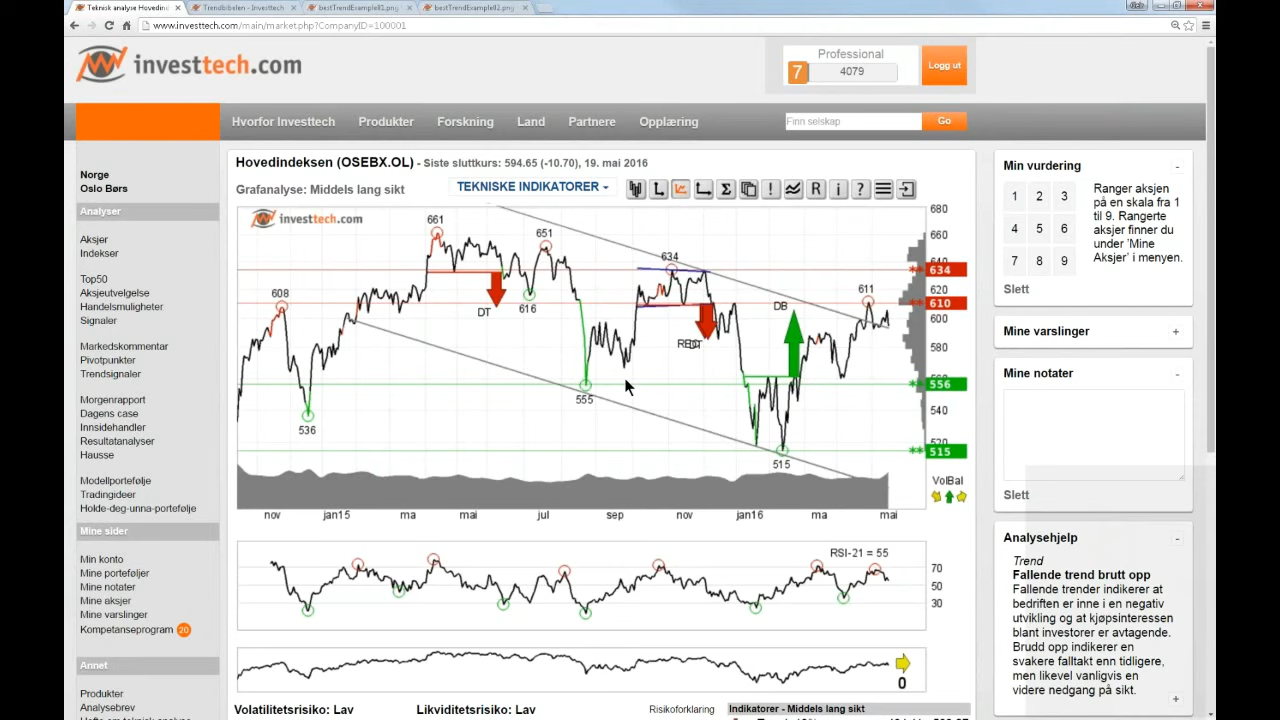 Teknisk analyse Hovedind
Trendbibelen - Investtech
bestTrendExample01.png
bestTrendExample02.png
www.investtech.com/main/market.php?CompanyID=100001
investtech.com
Professional
7
4079
Logg ut
Hvorfor Investtech
Produkter
Forskning
Land
Partnere
Opplæring
Finn selskap
Go
Norge
Oslo Børs
Analyser
Aksjer
Indekser
Top50
Aksjeutvelgelse
Handelsmuligheter
Signaler
Markedskommentar
Pivotpunkter
Trendsignaler
Morgenrapport
Dagens case
Innsidehandler
Resultatanalyser
Hausse
Modellportefølje
Tradingideer
Holde-deg-unna-portefølje
Mine sider
Min konto
Mine porteføljer
Mine notater
Mine aksjer
Mine varslinger
Kompetanseprogram 20
Annet
Produkter
Analysebrev
Hovedindeksen (OSEBX.OL) - Siste sluttkurs: 594.65 (-10.70), 19. mai 2016
Grafanalyse: Middels lang sikt
TEKNISKE INDIKATORER
Σ
!
R
i
?
investtech.com
661
651
634
608
611
616
DT
DB
555
536
515
680
660
640
** 634
620
** 610
600
580
560
** 556
540
520
** 515
VolBal
nov
jan15
ma
mai
jul
sep
nov
jan16
ma
mai
RSI-21 = 55
70
50
30
0
Volatilitetsrisiko: Lav
Likviditetsrisiko: Lav
Risikoforklaring
Indikatorer - Middels lang sikt
Min vurdering
-
1 2 3
4 5 6
7 8 9
Ranger aksjen
på en skala fra 1
til 9. Rangerte
aksjer finner du
under 'Mine
Aksjer' i menyen.
Slett
Mine varslinger
+
Mine notater
-
Slett
Analysehjelp
-
Trend
Fallende trend brutt opp
Fallende trender indikerer at
bedriften er inne i en negativ
utvikling og at kjøpsinteressen
blant investorer er avtagende.
Brudd opp indikerer en
svakere falltakt enn tidligere,
men likevel vanligvis en
videre nedgang på sikt.
+